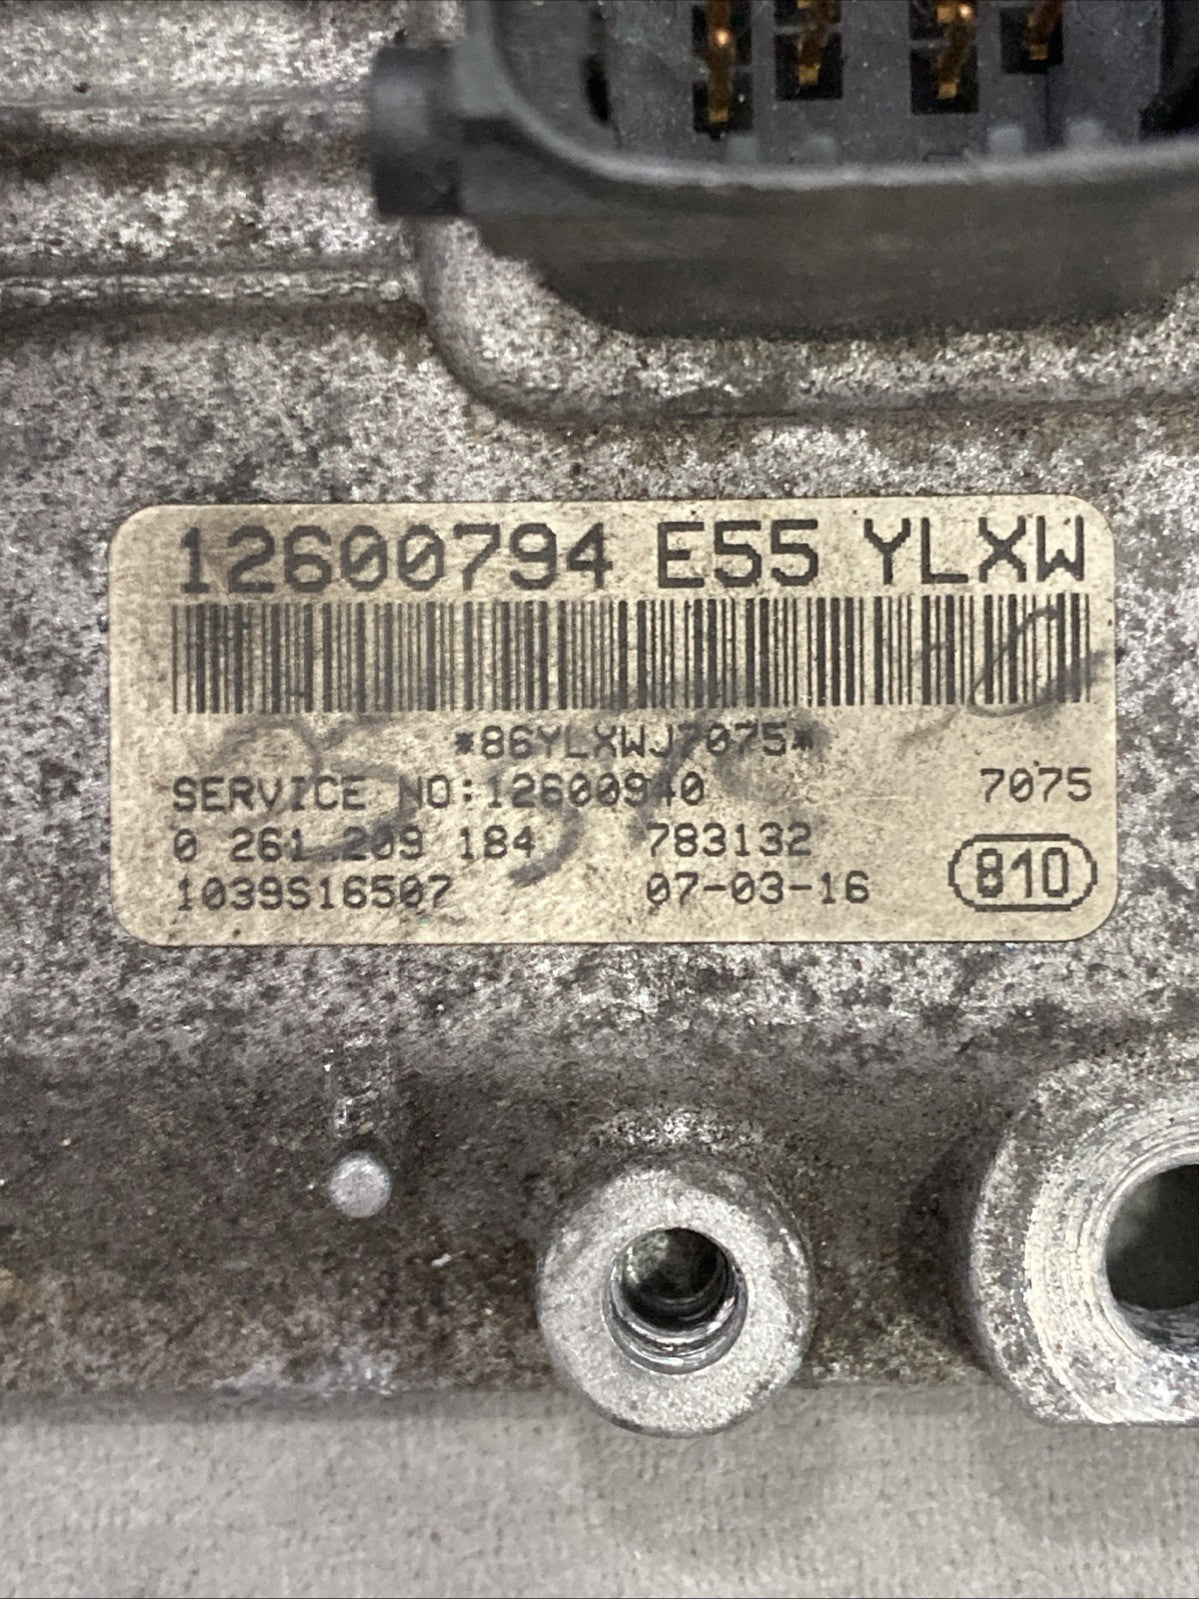 12600794 E55 YLXW
*86YLXWJ7075*
SERVICE NO:12600940 7075
0 261 209 184 783132
1039S16507 07-03-16 810